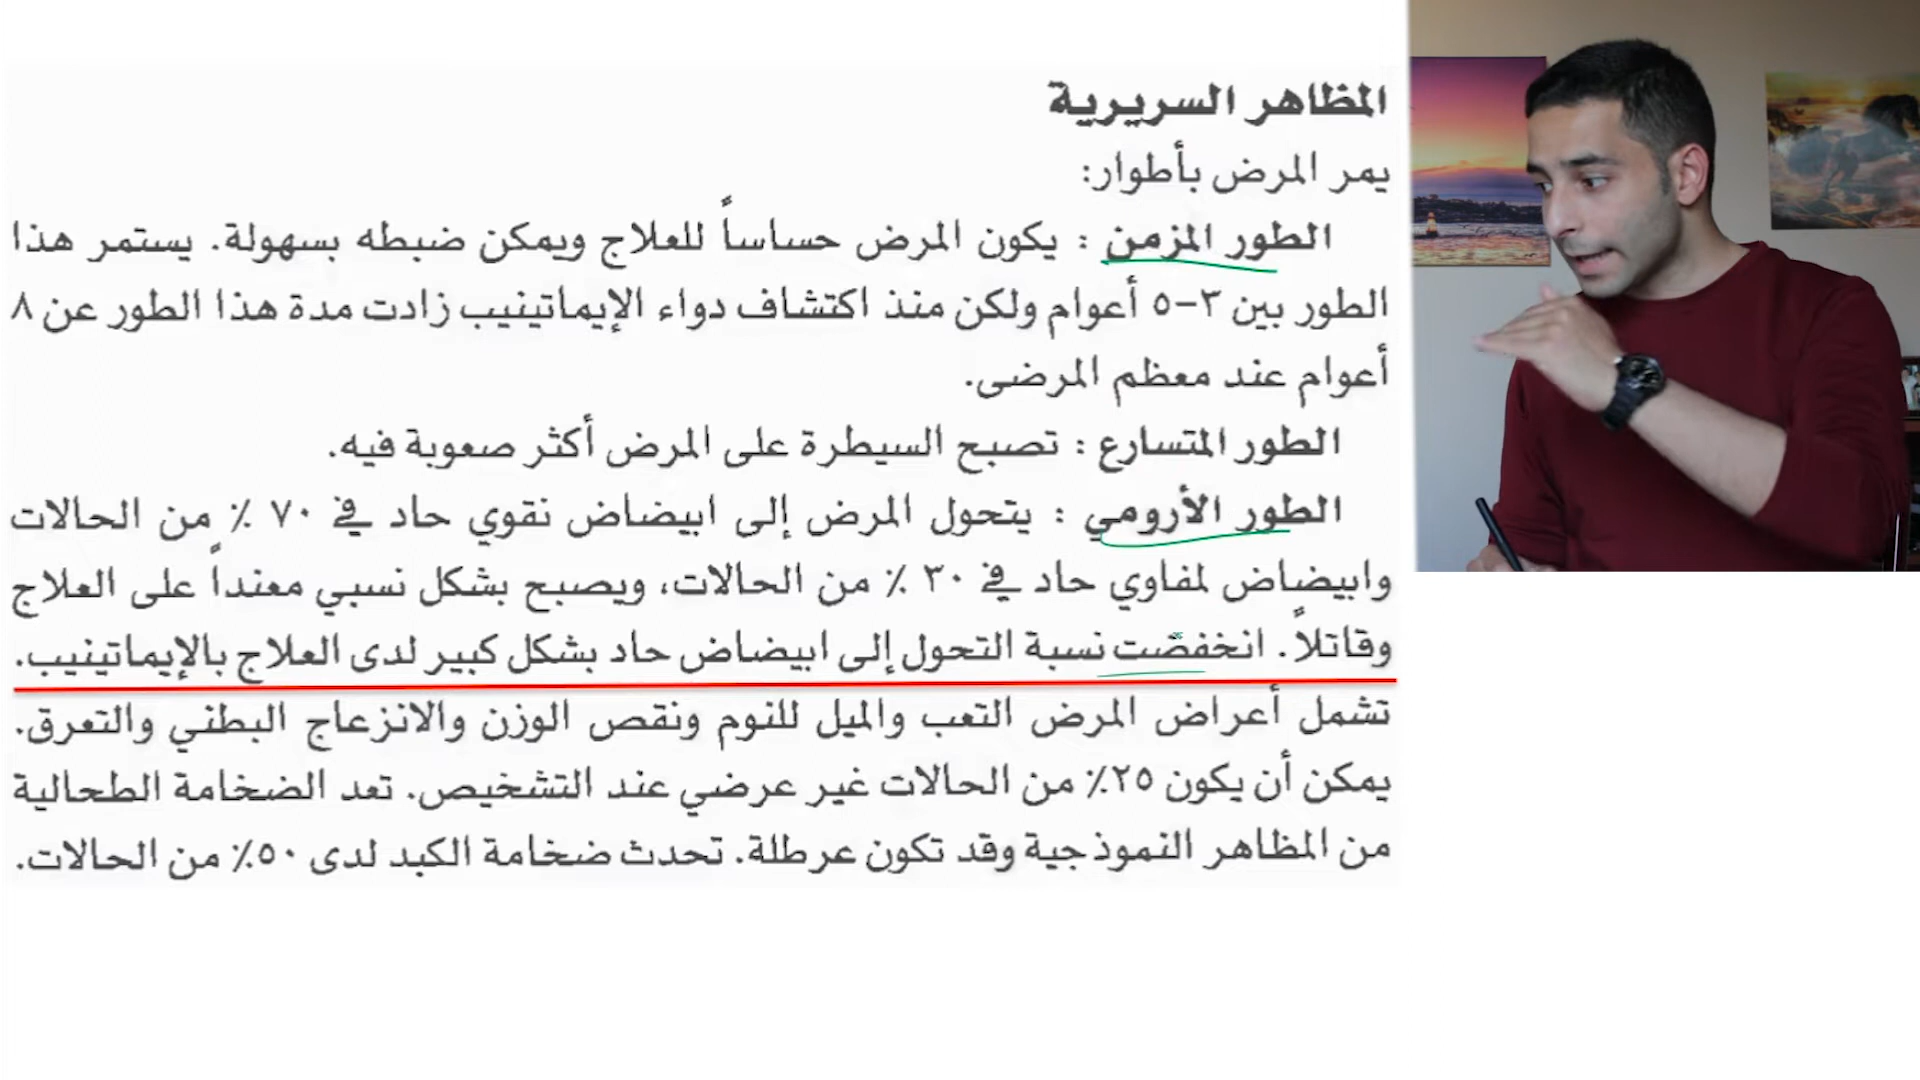 المظاهر السريرية
يمر المرض بأطوار:
الطور المزمن : يكون المرض حساساً للعلاج ويمكن ضبطه بسهولة. يستمر هذا
الطور بين ٣-٥ أعوام ولكن منذ اكتشاف دواء الإيماتينيب زادت مدة هذا الطور عن ٨
أعوام عند معظم المرضى.
الطور المتسارع : تصبح السيطرة على المرض أكثر صعوبة فيه.
الطور الأرومي : يتحول المرض إلى ابيضاض نقوي حاد في ٧٠ ٪ من الحالات
وابيضاض لمفاوي حاد في ٣٠ ٪ من الحالات، ويصبح بشكل نسبي معنداً على العلاج
وقاتلاً. انخفضت نسبة التحول إلى ابيضاض حاد بشكل كبير لدى العلاج بالإيماتينيب.
تشمل أعراض المرض التعب والميل للنوم ونقص الوزن والانزعاج البطني والتعرق.
يمكن أن يكون ٢٥٪ من الحالات غير عرضي عند التشخيص. تعد الضخامة الطحالية
من المظاهر النموذجية وقد تكون عرطلة. تحدث ضخامة الكبد لدى ٥٠٪ من الحالات.